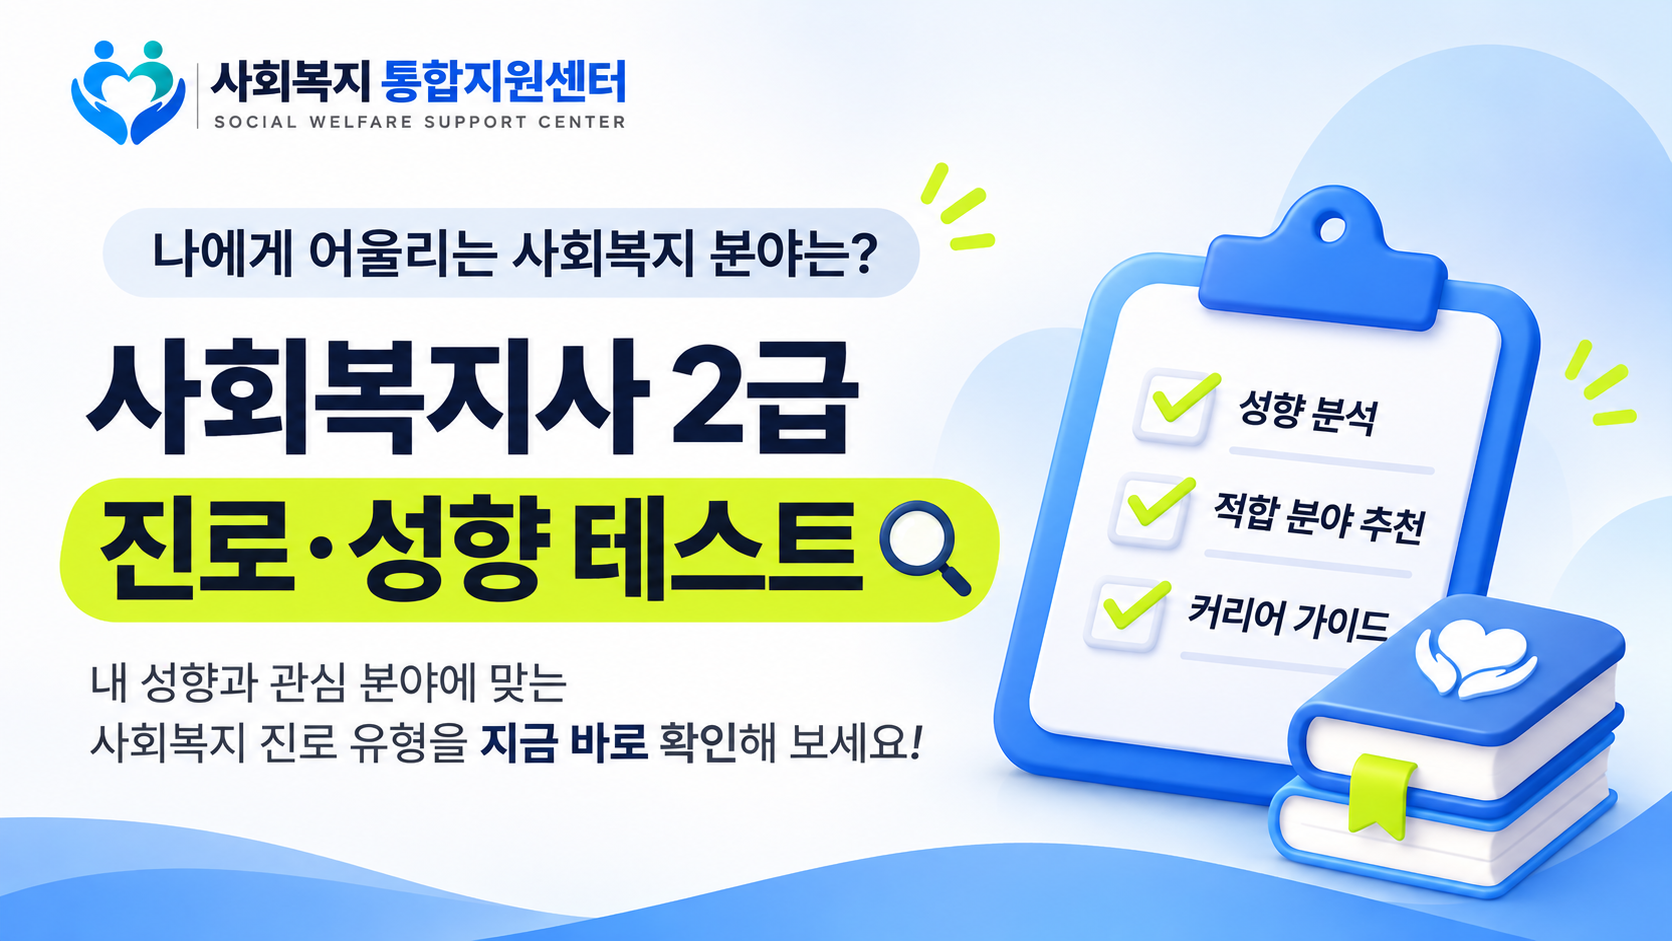 사회복지 통합지원센터
SOCIAL WELFARE SUPPORT CENTER
나에게 어울리는 사회복지 분야는?
사회복지사 2급
진로·성향 테스트
내 성향과 관심 분야에 맞는
사회복지 진로 유형을 지금 바로 확인해 보세요!
성향 분석
적합 분야 추천
커리어 가이드